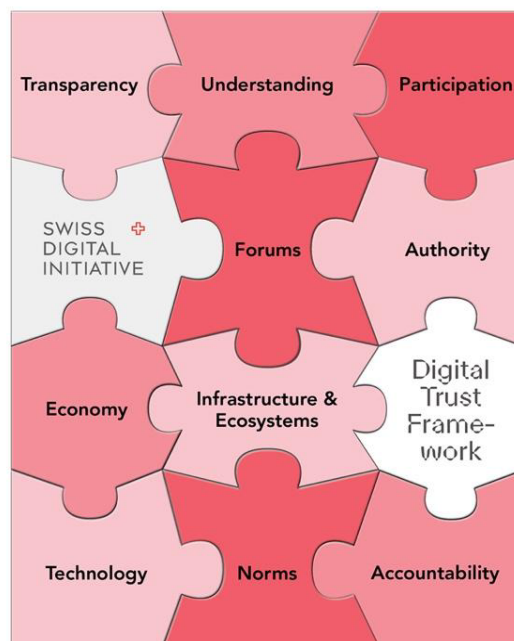 Transparency
Understanding
Participation
SWISS
DIGITAL
INITIATIVE
Forums
Authority
Economy
Infrastructure &
Ecosystems
Digital
Trust
Frame-
work
Technology
Norms
Accountability